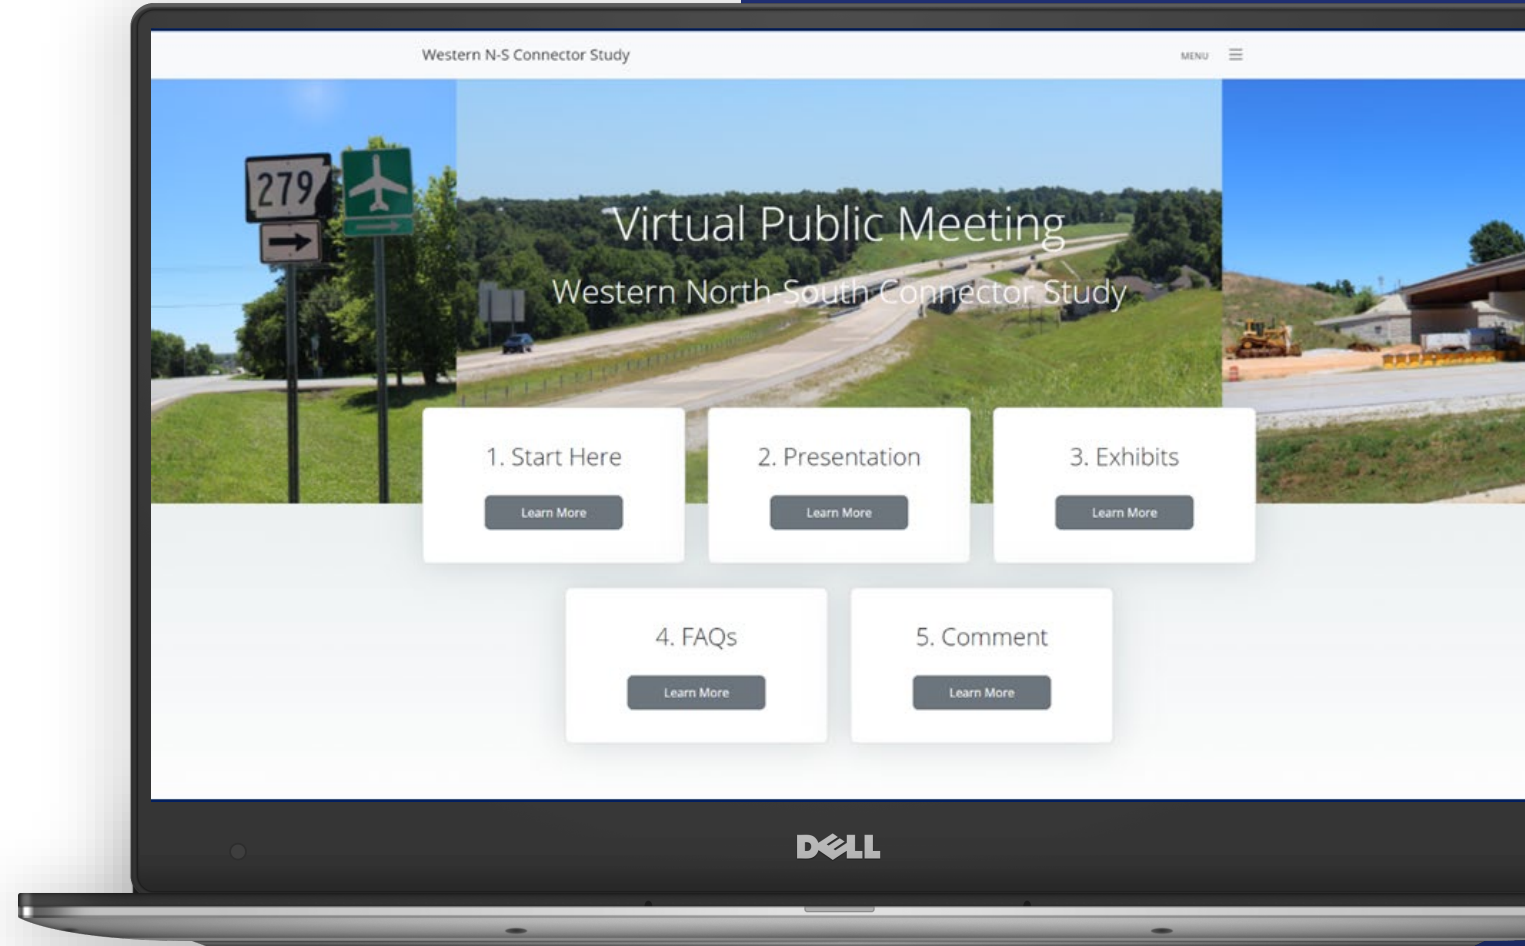 Western N-S Connector Study
MENU
279
Virtual Public Meeting
Western North-South Connector Study
1. Start Here
Learn More
2. Presentation
Learn More
3. Exhibits
Learn More
4. FAQs
Learn More
5. Comment
Learn More
DELL